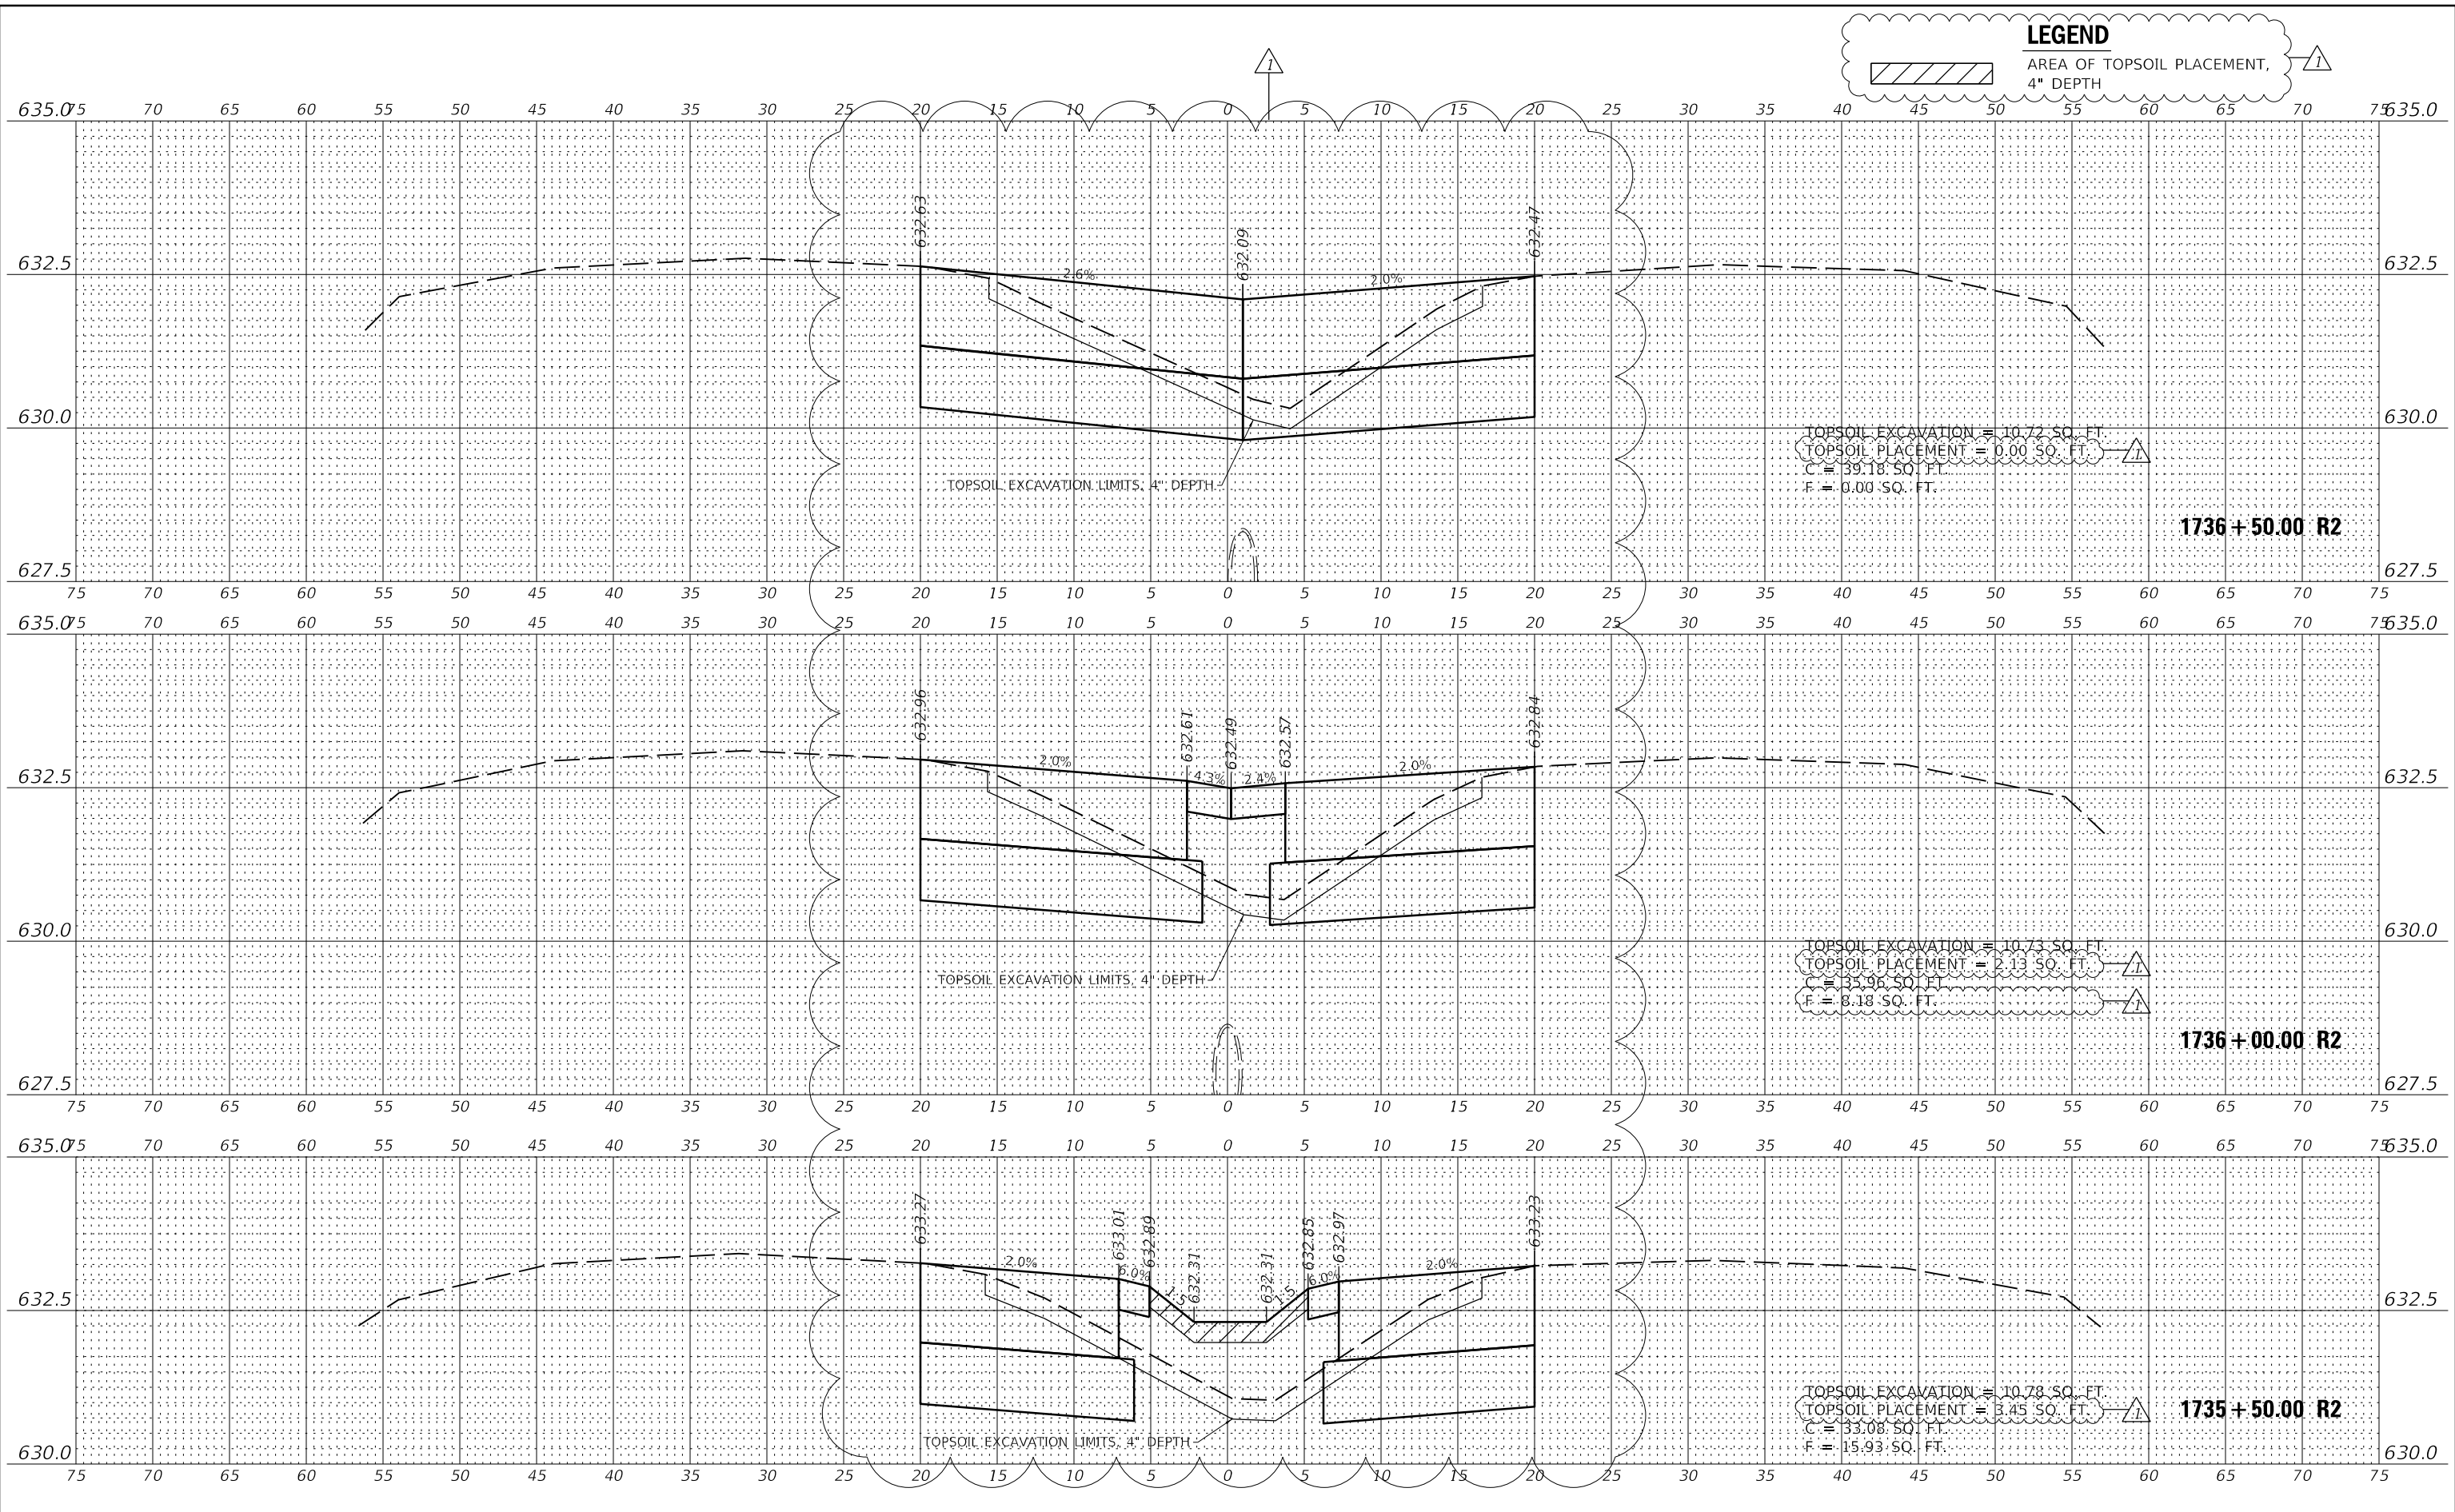 LEGEND
AREA OF TOPSOIL PLACEMENT,
4" DEPTH
1
1
635.0 75 70 65 60 55 50 45 40 35 30 25 20 15 10 5 0 5 10 15 20 25 30 35 40 45 50 55 60 65 70 75 635.0
632.63 632.09 632.47
632.5 2.6% 2.0% 632.5
630.0 630.0
TOPSOIL EXCAVATION = 10.72 SQ. FT.
TOPSOIL PLACEMENT = 0.00 SQ. FT. 1
C = 39.18 SQ. FT.
F = 0.00 SQ. FT.
TOPSOIL EXCAVATION LIMITS, 4" DEPTH
1736+50.00 R2
627.5 627.5
75 70 65 60 55 50 45 40 35 30 25 20 15 10 5 0 5 10 15 20 25 30 35 40 45 50 55 60 65 70 75
635.0 75 70 65 60 55 50 45 40 35 30 25 20 15 10 5 0 5 10 15 20 25 30 35 40 45 50 55 60 65 70 75 635.0
632.96 632.61 632.49 632.57 632.84
2.0% 4.3% 2.4% 2.0%
632.5 632.5
630.0 630.0
TOPSOIL EXCAVATION = 10.73 SQ. FT.
TOPSOIL PLACEMENT = 2.13 SQ. FT. 1
C = 35.96 SQ. FT.
F = 8.18 SQ. FT. 1
TOPSOIL EXCAVATION LIMITS, 4" DEPTH
1736+00.00 R2
627.5 627.5
75 70 65 60 55 50 45 40 35 30 25 20 15 10 5 0 5 10 15 20 25 30 35 40 45 50 55 60 65 70 75
635.0 75 70 65 60 55 50 45 40 35 30 25 20 15 10 5 0 5 10 15 20 25 30 35 40 45 50 55 60 65 70 75 635.0
633.27 633.01 632.89 632.31 632.31 632.85 632.97 633.23
2.0% 6.0% 1:5 1:5 6.0% 2.0%
632.5 632.5
TOPSOIL EXCAVATION = 10.78 SQ. FT.
TOPSOIL PLACEMENT = 3.45 SQ. FT. 1
C = 33.08 SQ. FT.
F = 15.93 SQ. FT.
1735+50.00 R2
TOPSOIL EXCAVATION LIMITS, 4" DEPTH
630.0 630.0
75 70 65 60 55 50 45 40 35 30 25 20 15 10 5 0 5 10 15 20 25 30 35 40 45 50 55 60 65 70 75